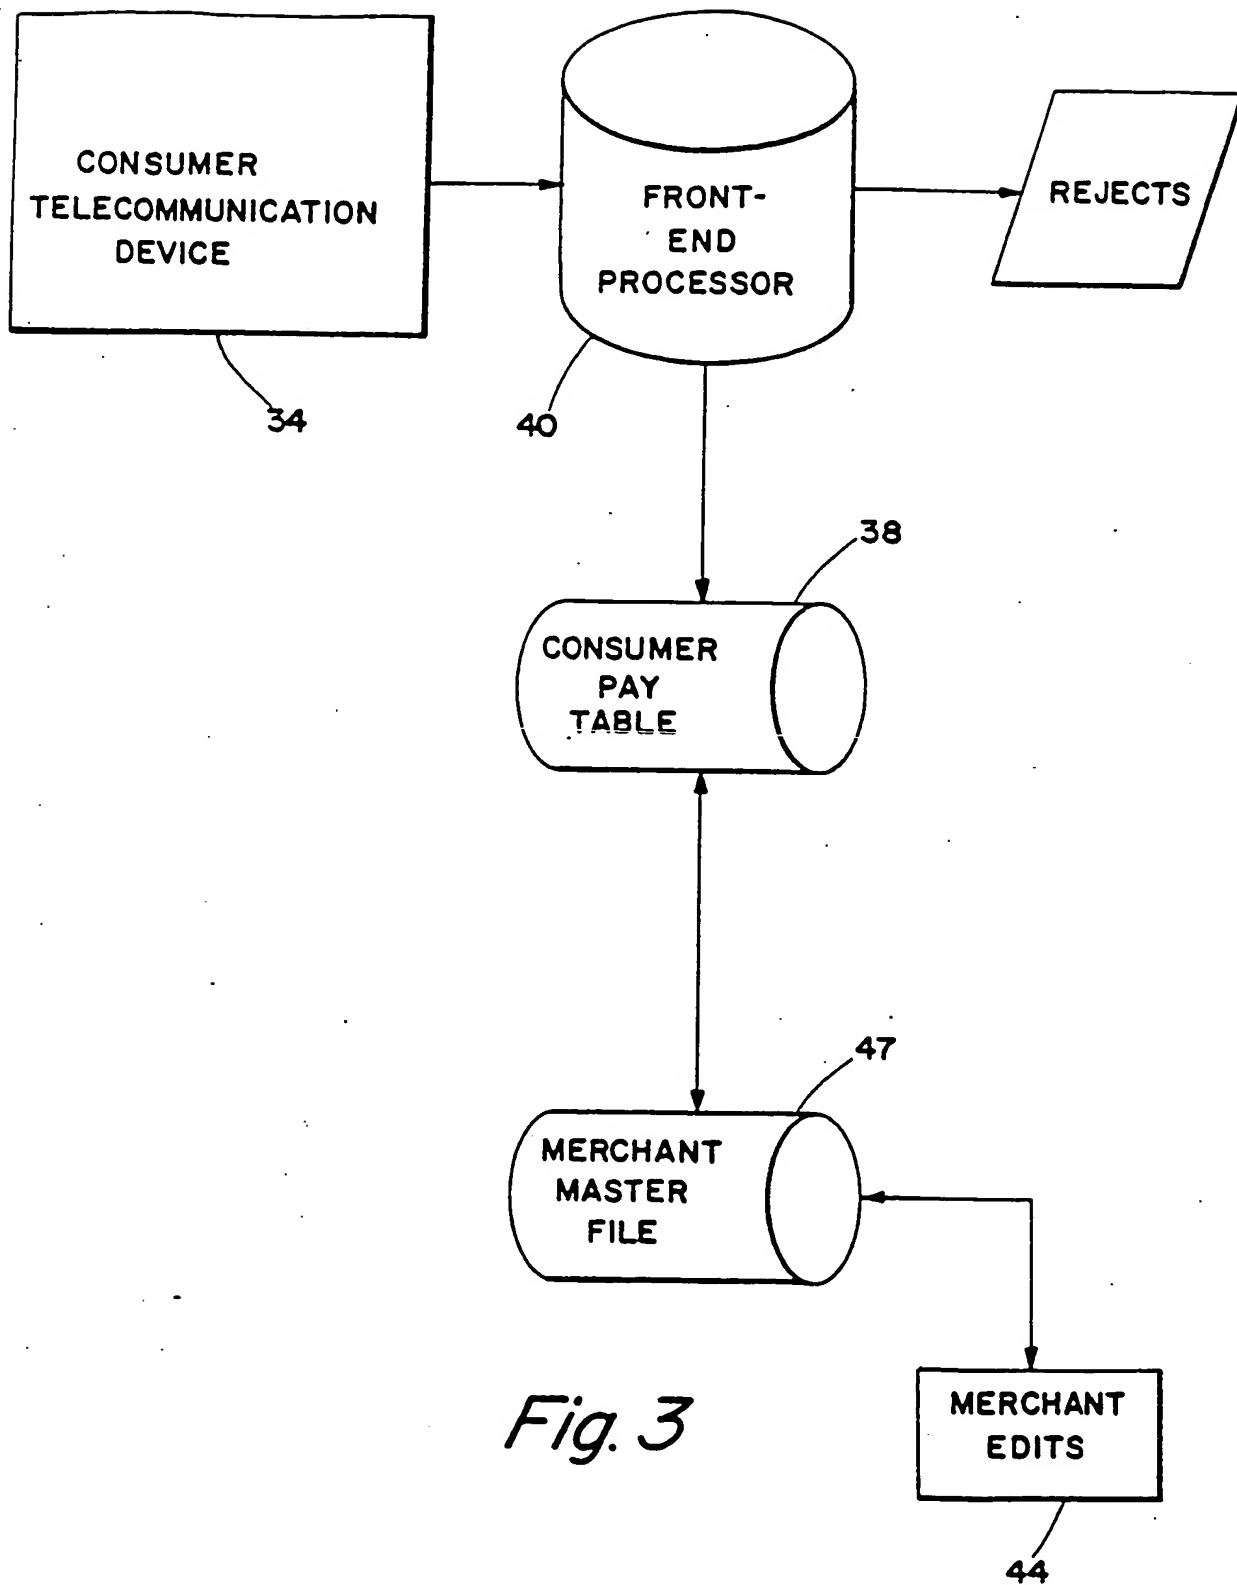 CONSUMER
TELECOMMUNICATION
DEVICE
34
FRONT-
END
PROCESSOR
40
REJECTS
38
CONSUMER
PAY
TABLE
47
MERCHANT
MASTER
FILE
MERCHANT
EDITS
44
Fig. 3